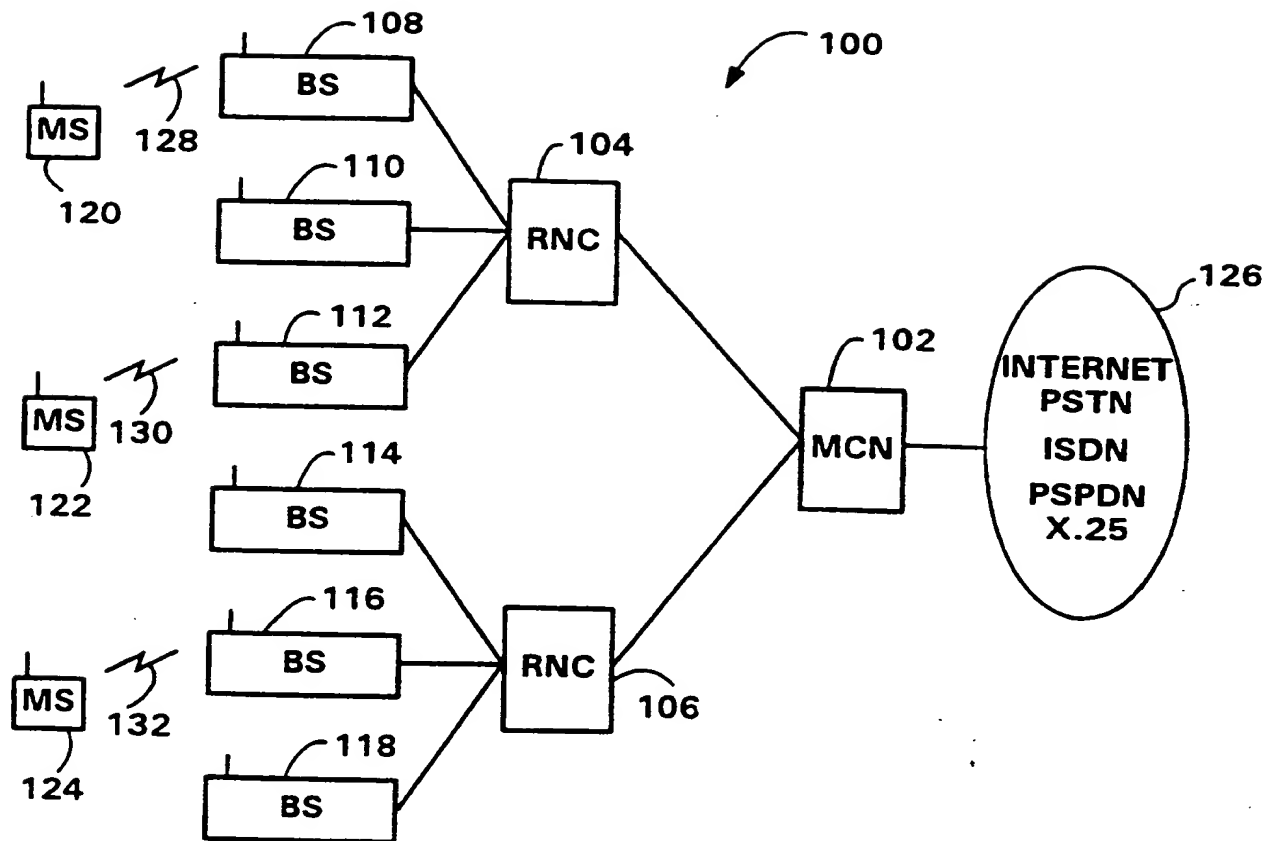 108
100
BS
MS
128
104
120
110
BS
RNC
126
112
102
BS
INTERNET
PSTN
MS
130
MCN
ISDN
122
114
PSPDN
X.25
BS
116
BS
RNC
MS
132
106
124
118
BS